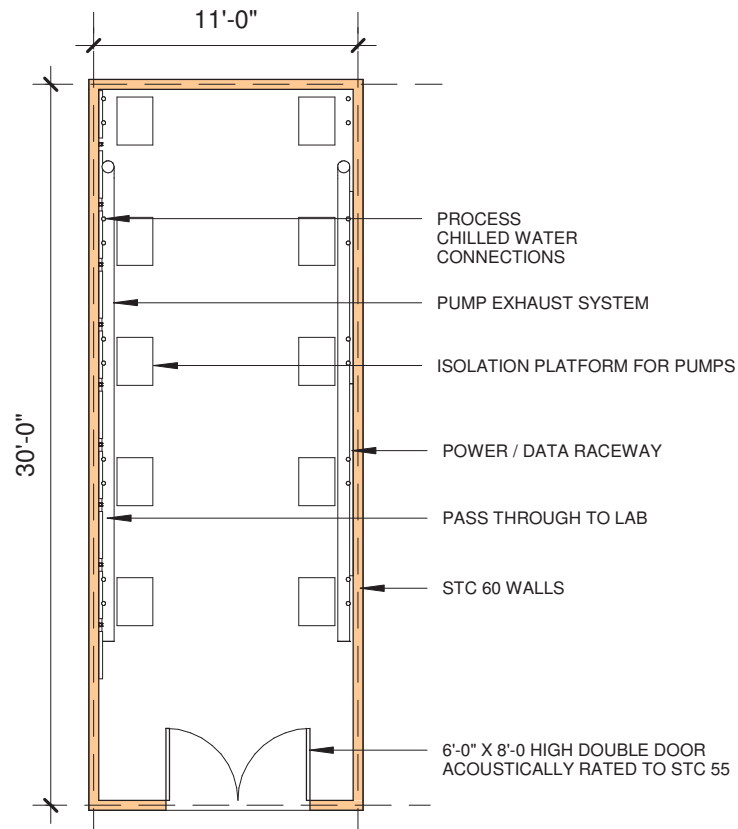 11'-0"
30'-0"
PROCESS
CHILLED WATER
CONNECTIONS
PUMP EXHAUST SYSTEM
ISOLATION PLATFORM FOR PUMPS
POWER / DATA RACEWAY
PASS THROUGH TO LAB
STC 60 WALLS
6'-0" X 8'-0 HIGH DOUBLE DOOR
ACOUSTICALLY RATED TO STC 55